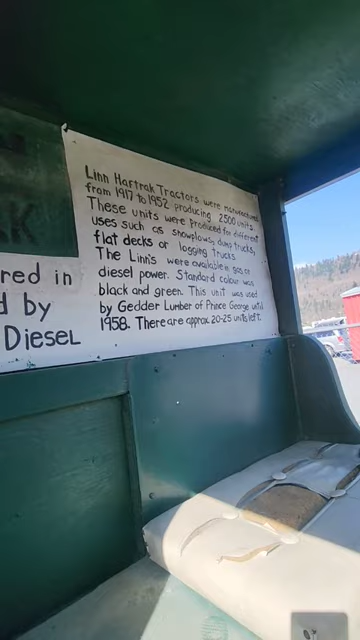 Linn Haftrak Tractors were manufactured
from 1917 to 1952 producing 2500 units.
These units were produced for different
uses such as snowplows, dump trucks,
flat decks or logging trucks.
The Linn's were available in gas or
diesel power. Standard colour was
black and green. This unit was used
by Gedder Lumber of Prince George until
1958. There are approx 20-25 units left.
red in
d by
Diesel